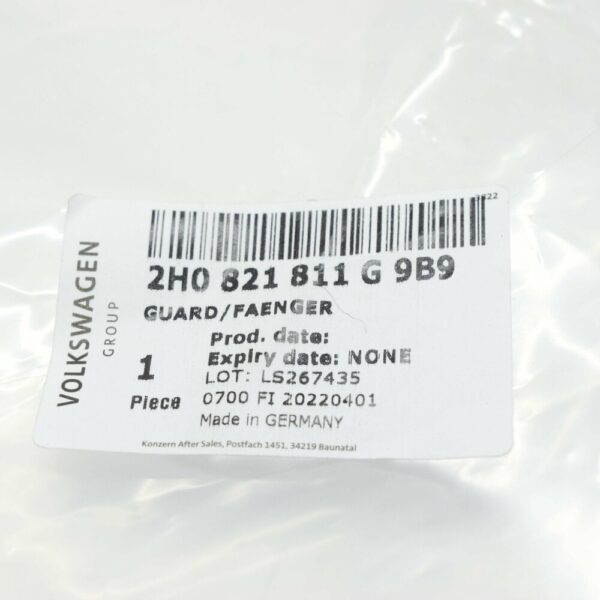 VOLKSWAGEN
GROUP
2H0 821 811 G 9B9
GUARD/FAENGER
Prod. date:
Expiry date: NONE
1
Piece
LOT: LS267435
0700 FI 20220401
Made in GERMANY
Konzern After Sales, Postfach 1451, 34219 Baunatal